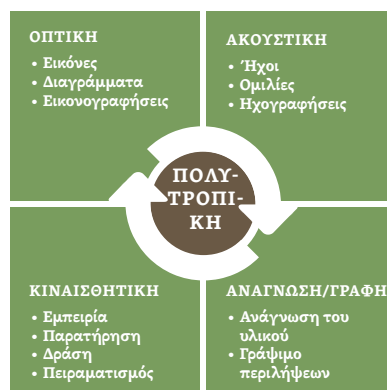 ΟΠΤΙΚΗ
• Εικόνες
• Διαγράμματα
• Εικονογραφήσεις
ΑΚΟΥΣΤΙΚΗ
• Ήχοι
• Ομιλίες
• Ηχογραφήσεις
ΠΟΛΥ-
ΤΡΟΠΙ-
ΚΗ
ΚΙΝΑΙΣΘΗΤΙΚΗ
• Εμπειρία
• Παρατήρηση
• Δράση
• Πειραματισμός
ΑΝΑΓΝΩΣΗ/ΓΡΑΦΗ
• Ανάγνωση του
υλικού
• Γράψιμο
περιλήψεων